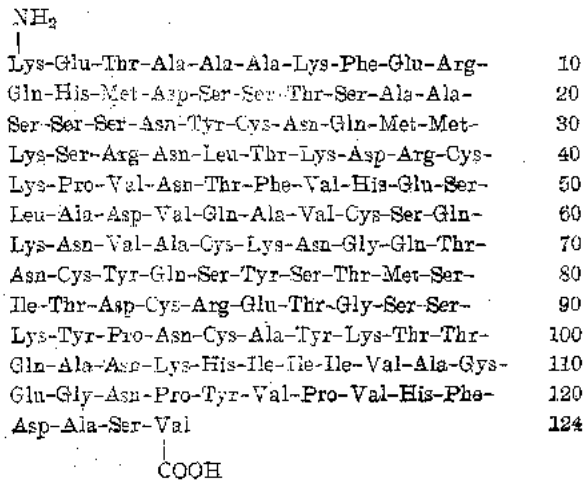 NH₂
Lys-Glu-Thr-Ala-Ala-Ala-Lys-Phe-Glu-Arg- 10
Gln-His-Met-Asp-Ser-Ser-Thr-Ser-Ala-Ala- 20
Ser-Ser-Ser-Asn-Tyr-Cys-Asn-Gln-Met-Met- 30
Lys-Ser-Arg-Asn-Leu-Thr-Lys-Asp-Arg-Cys- 40
Lys-Pro-Val-Asn-Thr-Phe-Val-His-Glu-Ser- 50
Leu-Ala-Asp-Val-Gln-Ala-Val-Cys-Ser-Gln- 60
Lys-Asn-Val-Ala-Cys-Lys-Asn-Gly-Gln-Thr- 70
Asn-Cys-Tyr-Gln-Ser-Tyr-Ser-Thr-Met-Ser- 80
Ile-Thr-Asp-Cys-Arg-Glu-Thr-Gly-Ser-Ser- 90
Lys-Tyr-Pro-Asn-Cys-Ala-Tyr-Lys-Thr-Thr- 100
Gln-Ala-Asn-Lys-His-Ile-Ile-Ile-Val-Ala-Cys- 110
Glu-Gly-Asn-Pro-Tyr-Val-Pro-Val-His-Phe- 120
Asp-Ala-Ser-Val 124
COOH